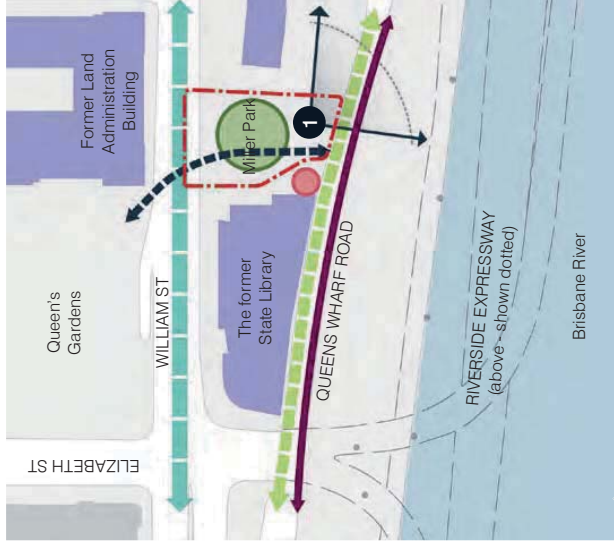 Former Land
Administration
Building
Miller Park
1
Queen's
Gardens
WILLIAM ST
The former
State Library
QUEENS WHARF ROAD
RIVERSIDE EXPRESSWAY
(above - shown dotted)
Brisbane River
ELIZABETH ST